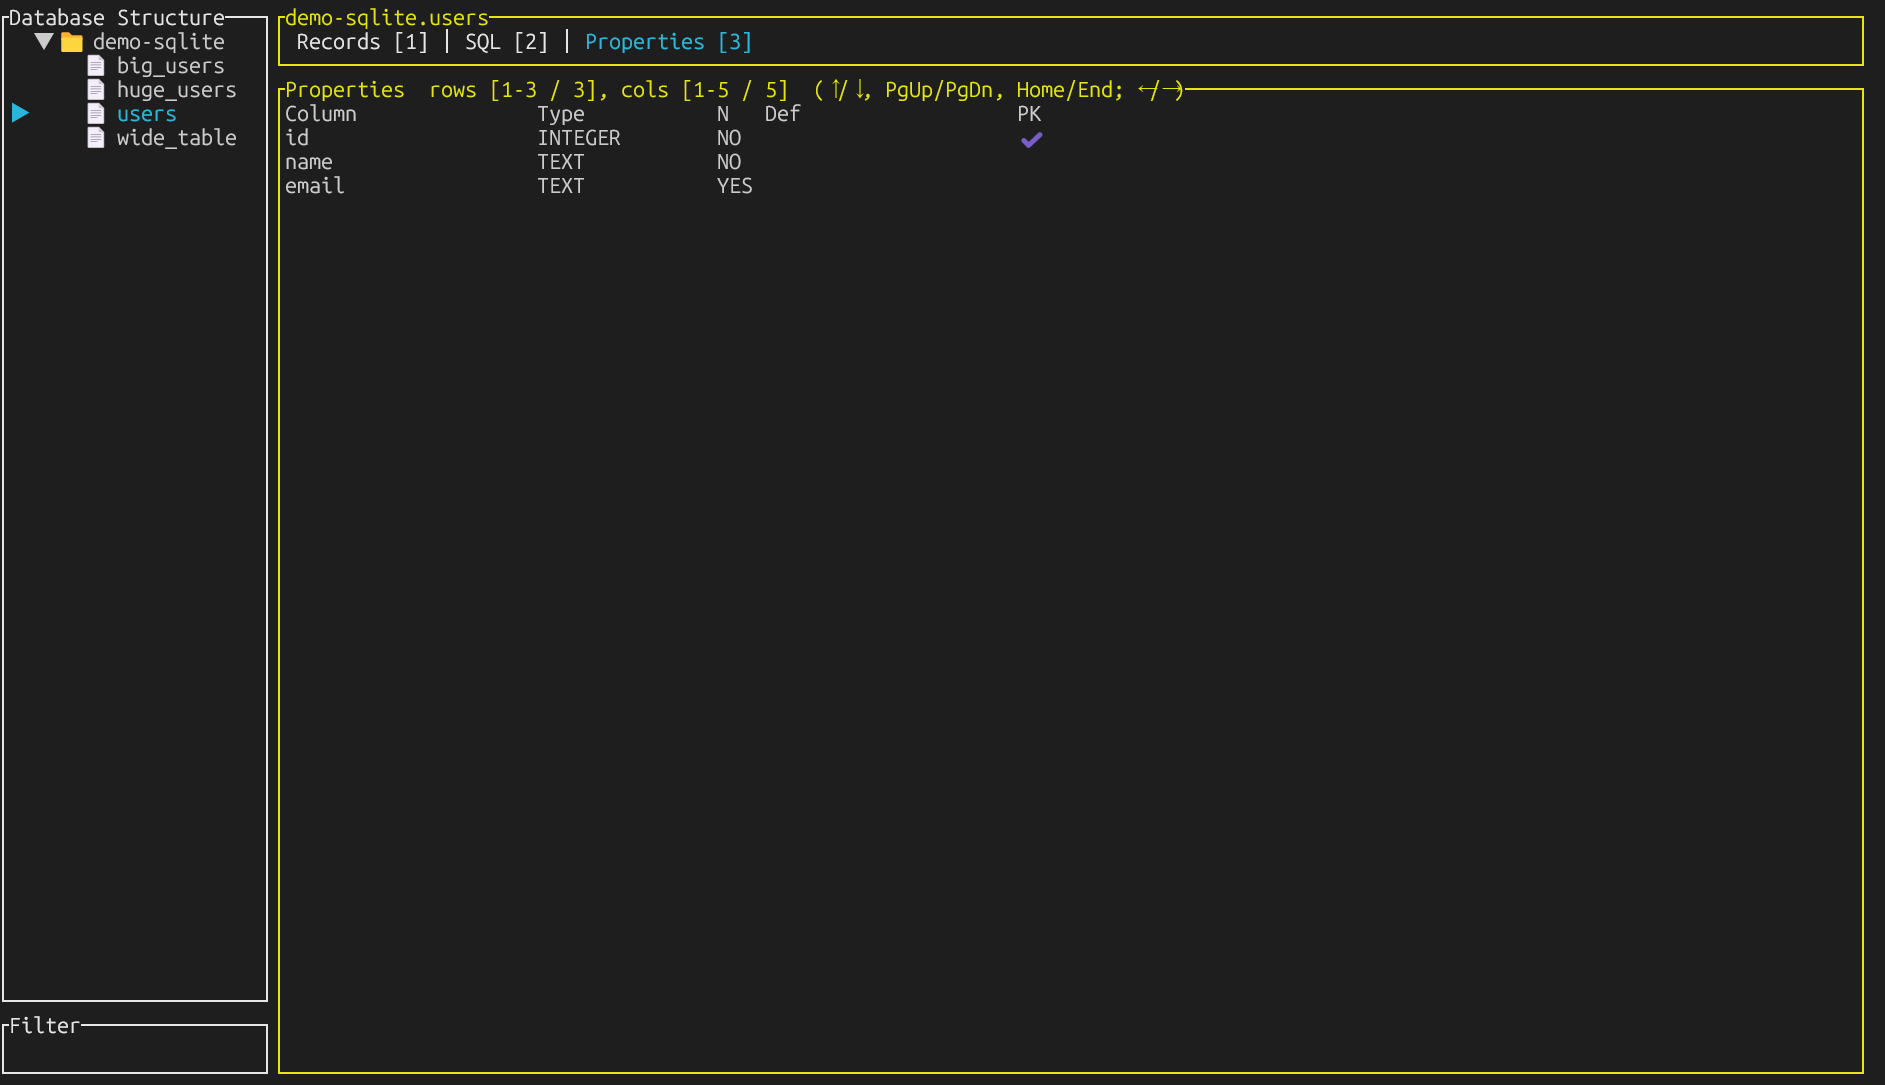 Database Structure
demo-sqlite
big_users
huge_users
users
wide_table
Filter
demo-sqlite.users
Records [1] | SQL [2] | Properties [3]
Properties  rows [1-3 / 3], cols [1-5 / 5]  (↑/↓, PgUp/PgDn, Home/End; ←/→)
Column Type N Def PK
id INTEGER NO ✔
name TEXT NO
email TEXT YES